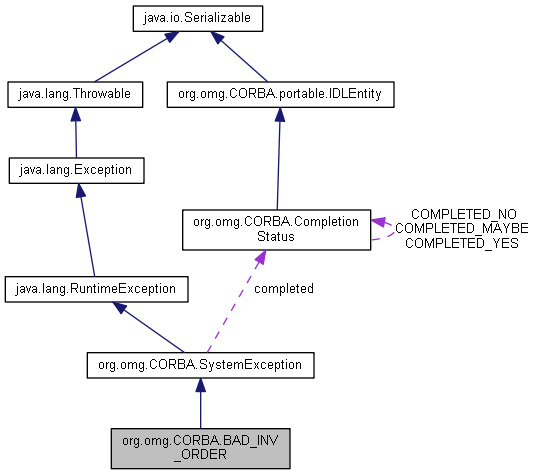 java.io.Serializable
java.lang.Throwable
org.omg.CORBA.portable.IDLEntity
java.lang.Exception
org.omg.CORBA.Completion
Status
COMPLETED_NO
COMPLETED_MAYBE
COMPLETED_YES
java.lang.RuntimeException
completed
org.omg.CORBA.SystemException
org.omg.CORBA.BAD_INV
_ORDER